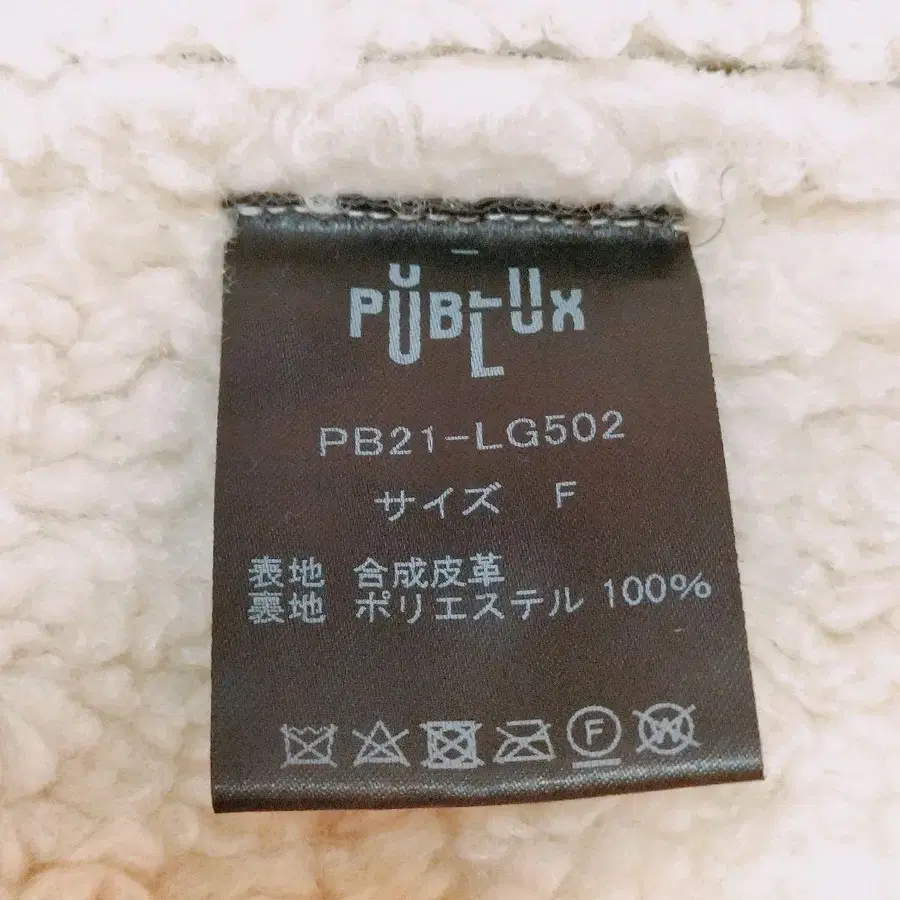 PUBLUX
PB21-LG502
サイズ F
表地 合成皮革
裏地 ポリエステル 100%
F
W